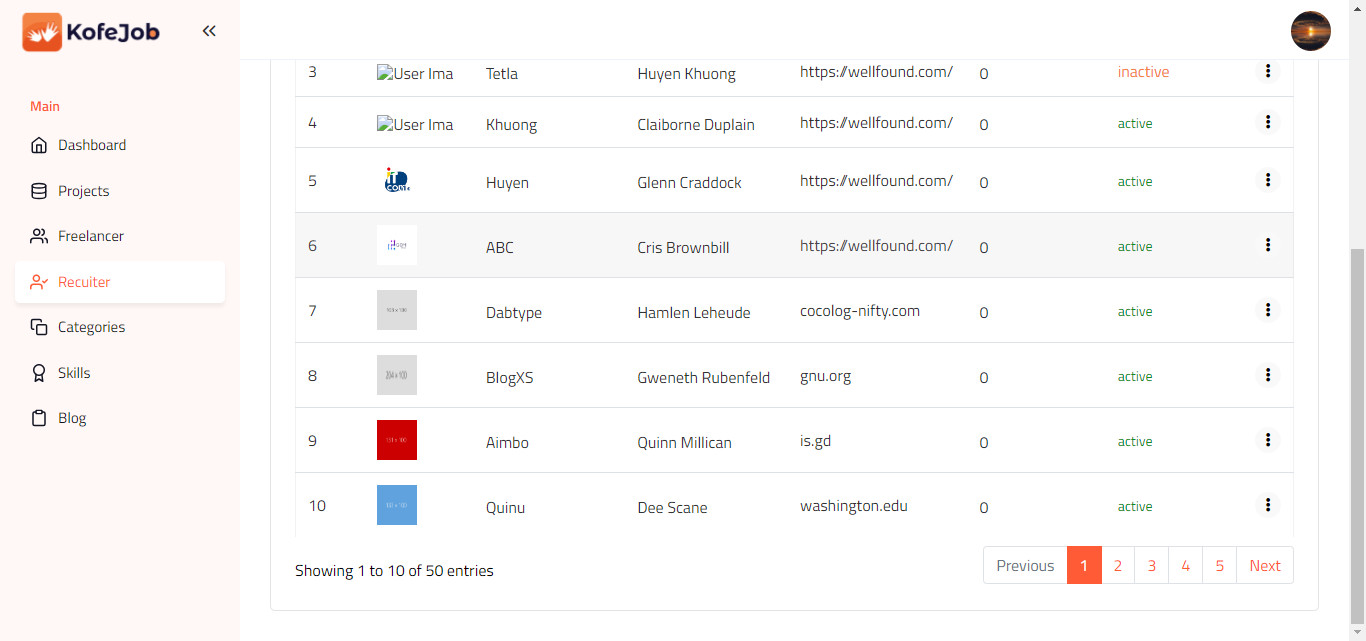 KofeJob
Main
Dashboard
Projects
Freelancer
Recuiter
Categories
Skills
Blog
3 User Ima Tetla Huyen Khuong https://wellfound.com/ 0 inactive
4 User Ima Khuong Claiborne Duplain https://wellfound.com/ 0 active
5 iT Huyen Glenn Craddock https://wellfound.com/ 0 active
6 ABC Cris Brownbill https://wellfound.com/ 0 active
7 Dabtype Hamlen Leheude cocolog-nifty.com 0 active
8 204 x 100 BlogXS Gweneth Rubenfeld gnu.org 0 active
9 Aimbo Quinn Millican is.gd 0 active
10 Quinu Dee Scane washington.edu 0 active
Showing 1 to 10 of 50 entries
Previous 1 2 3 4 5 Next